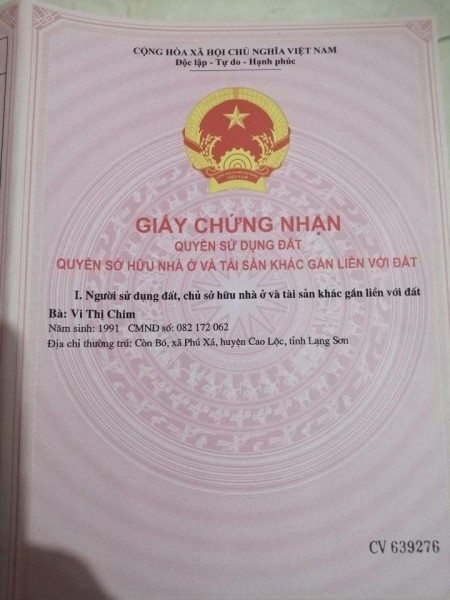 CỘNG HÒA XÃ HỘI CHỦ NGHĨA VIỆT NAM
Độc lập - Tự do - Hạnh phúc
GIẤY CHỨNG NHẬN
QUYỀN SỬ DỤNG ĐẤT
QUYỀN SỞ HỮU NHÀ Ở VÀ TÀI SẢN KHÁC GẮN LIỀN VỚI ĐẤT
I. Người sử dụng đất, chủ sở hữu nhà ở và tài sản khác gắn liền với đất
Bà: Vi Thị Chim
Năm sinh: 1991 CMND số: 082 172 062
Địa chỉ thường trú: Còn Bó, xã Phú Xá, huyện Cao Lộc, tỉnh Lạng Sơn
CV 639276